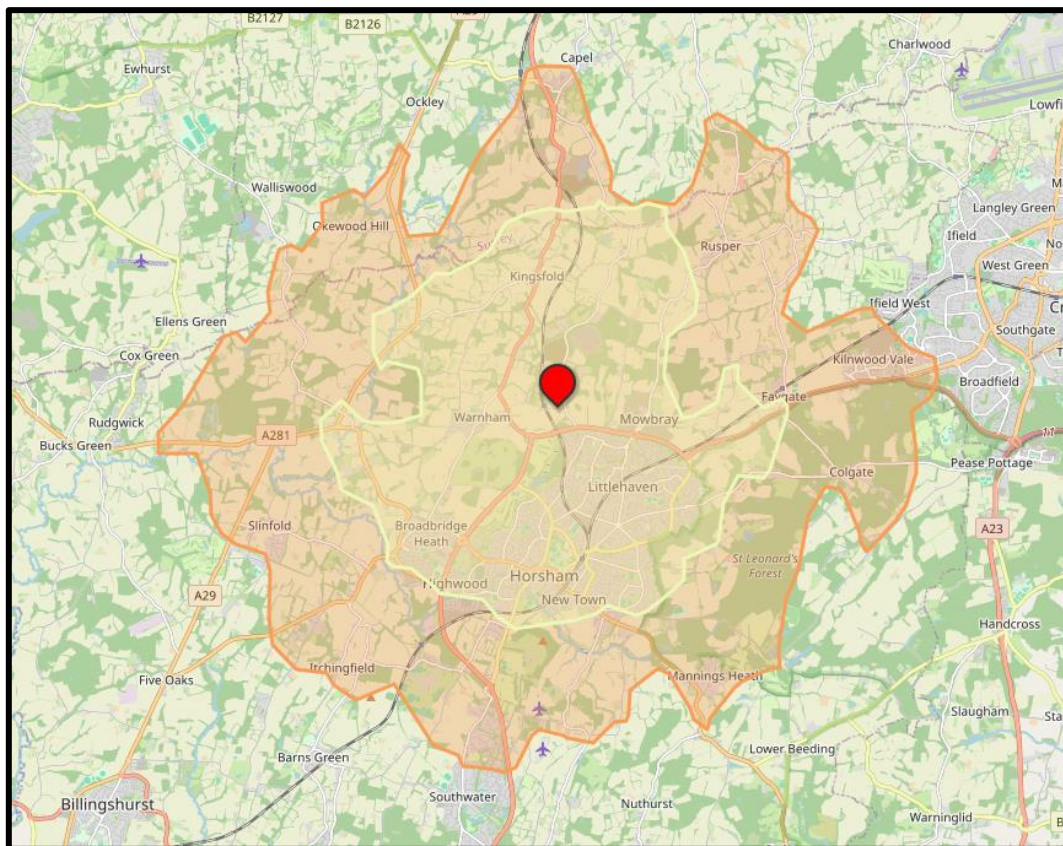 B2127
B2126
Capel
Charlwood
Ewhurst
Ockley
Lowfi
Walliswood
Langley Green
Okewood Hill
Ifield
Rusper
West Green
Kingsfold
Ifield West
Ellens Green
Southgate
Cox Green
Kilnwood Vale
Broadfield
Rudgwick
Warnham
Mowbray
Faygate
Bucks Green
A281
11
Pease Pottage
Colgate
Littlehaven
Slinfold
Broadbridge
Heath
A23
St Leonard's
Forest
Highwood
Horsham
A29
New Town
Handcross
Itchingfield
Five Oaks
Mannings Heath
Slaugham
Sta
Barns Green
Lower Beeding
Southwater
Billingshurst
Nuthurst
Warninglid
B